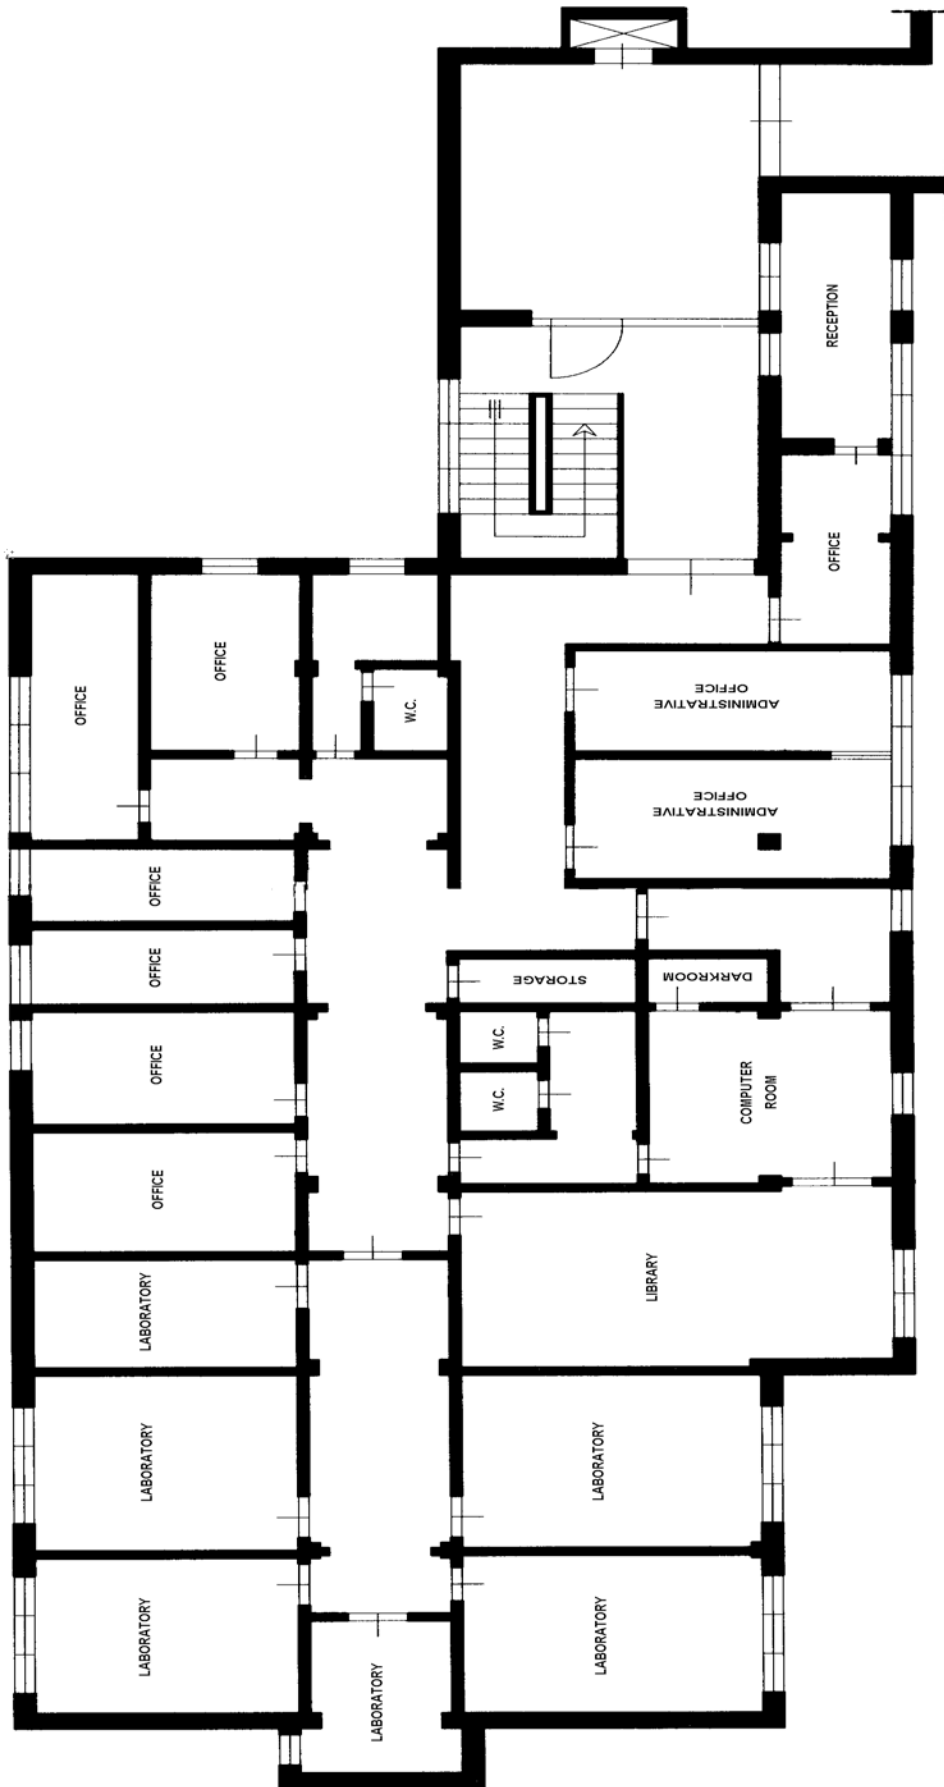 RECEPTION
OFFICE
OFFICE
OFFICE
W.C.
ADMINISTRATIVE
OFFICE
ADMINISTRATIVE
OFFICE
OFFICE
OFFICE
STORAGE
DARKROOM
OFFICE
W.C.
W.C.
COMPUTER
ROOM
OFFICE
LIBRARY
LABORATORY
LABORATORY
LABORATORY
LABORATORY
LABORATORY
LABORATORY